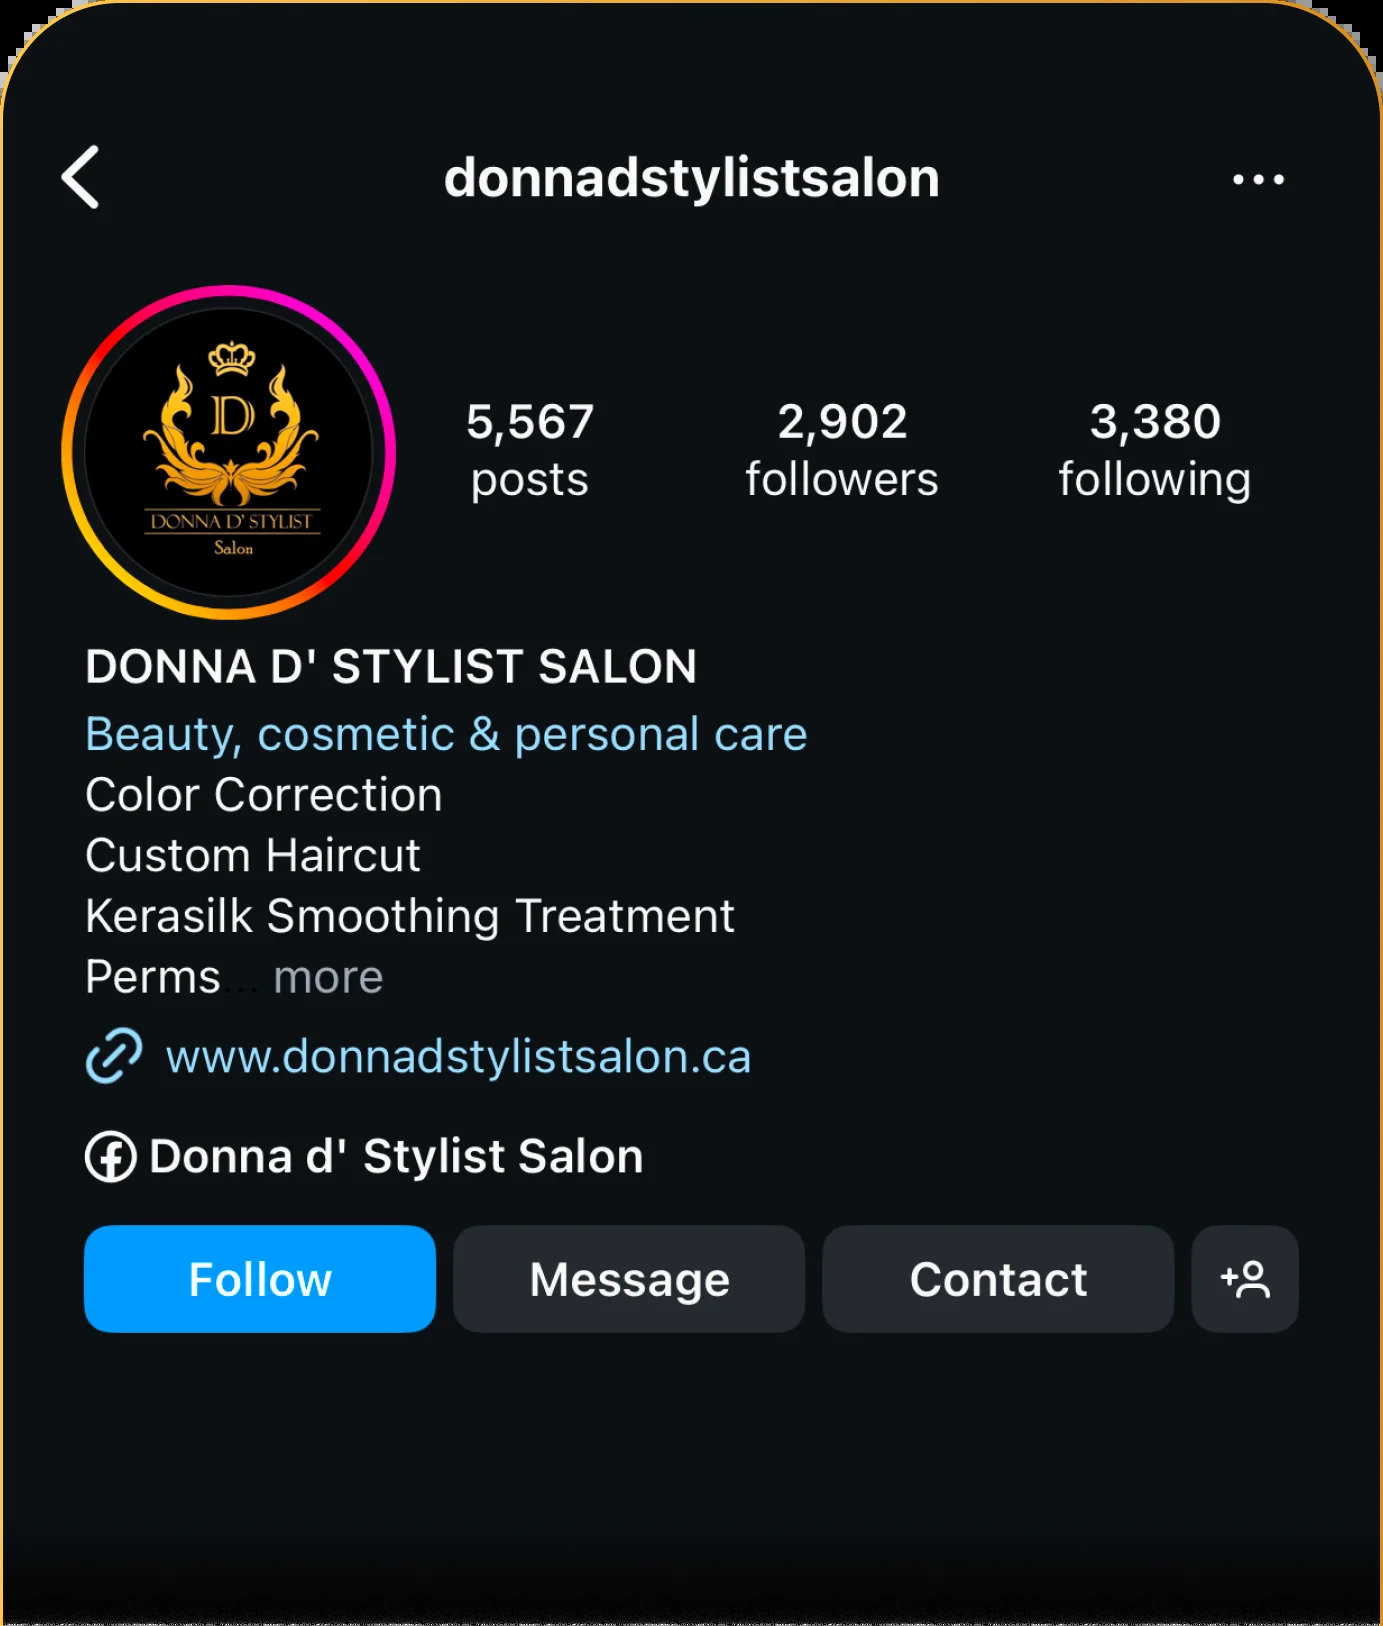 donnadstylistsalon
D
DONNA D' STYLIST
Salon
5,567 posts
2,902 followers
3,380 following
DONNA D' STYLIST SALON
Beauty, cosmetic & personal care
Color Correction
Custom Haircut
Kerasilk Smoothing Treatment
Perms... more
www.donnadstylistsalon.ca
Donna d' Stylist Salon
Follow
Message
Contact